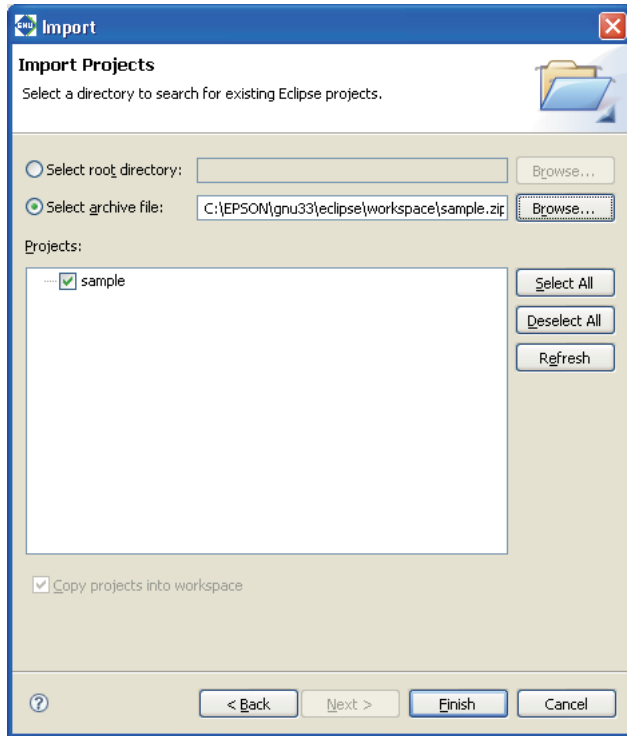 GNU Import
Import Projects
Select a directory to search for existing Eclipse projects.
Select root directory: Browse...
Select archive file: C:\EPSON\gnu33\eclipse\workspace\sample.zip Browse...
Projects:
sample
Select All
Deselect All
Refresh
Copy projects into workspace
? < Back Next > Finish Cancel